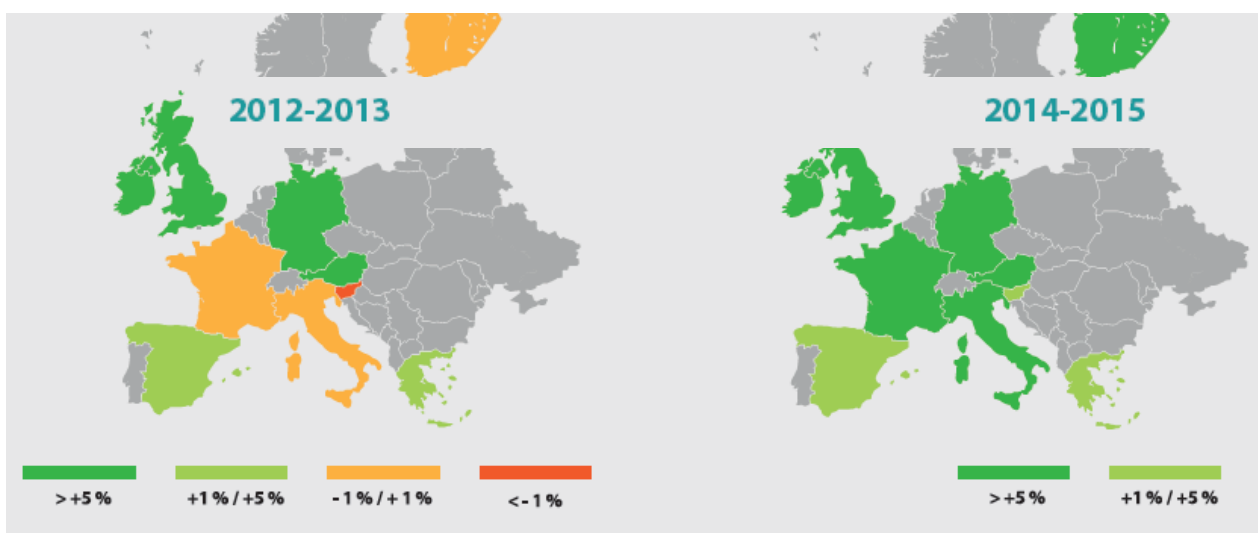 2012-2013
2014-2015
> +5 %
+1 % / +5 %
- 1 % / + 1 %
< - 1 %
> +5 %
+1 % / +5 %